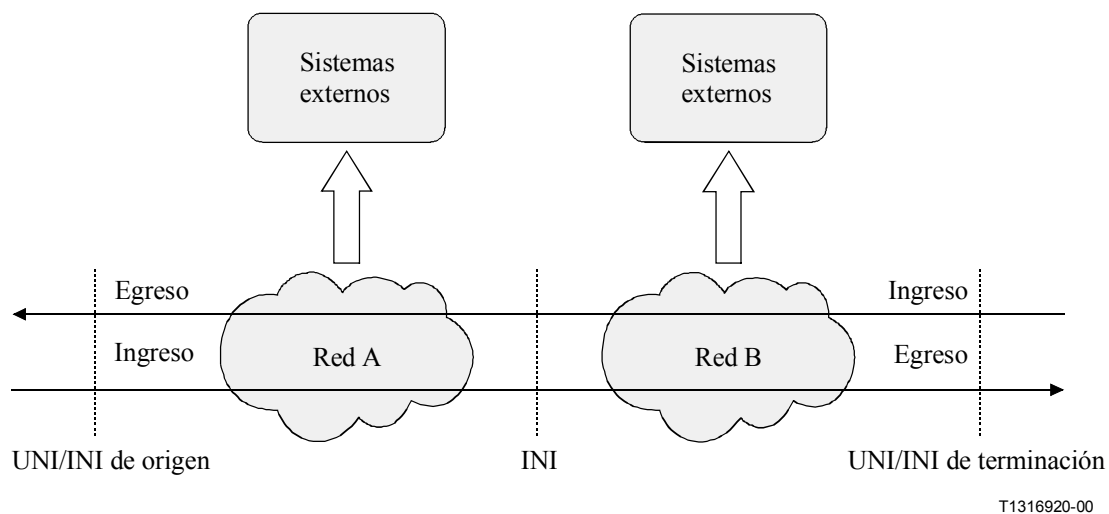 Sistemas
externos
Sistemas
externos
Egreso
Ingreso
Ingreso
Red A
Red B
Egreso
UNI/INI de origen
INI
UNI/INI de terminación
T1316920-00